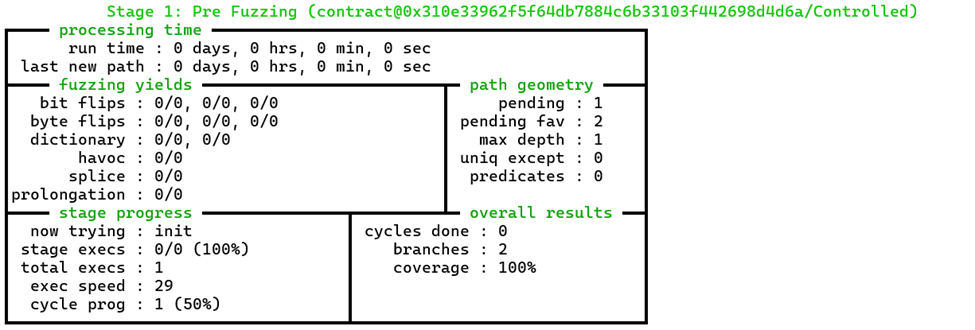 Stage 1: Pre Fuzzing (contract@0x310e33962f5f64db7884c6b33103f442698d4d6a/Controlled)
processing time
run time : 0 days, 0 hrs, 0 min, 0 sec
last new path : 0 days, 0 hrs, 0 min, 0 sec
fuzzing yields
bit flips : 0/0, 0/0, 0/0
byte flips : 0/0, 0/0, 0/0
dictionary : 0/0, 0/0
havoc : 0/0
splice : 0/0
prolongation : 0/0
path geometry
pending : 1
pending fav : 2
max depth : 1
uniq except : 0
predicates : 0
stage progress
now trying : init
stage execs : 0/0 (100%)
total execs : 1
exec speed : 29
cycle prog : 1 (50%)
overall results
cycles done : 0
branches : 2
coverage : 100%